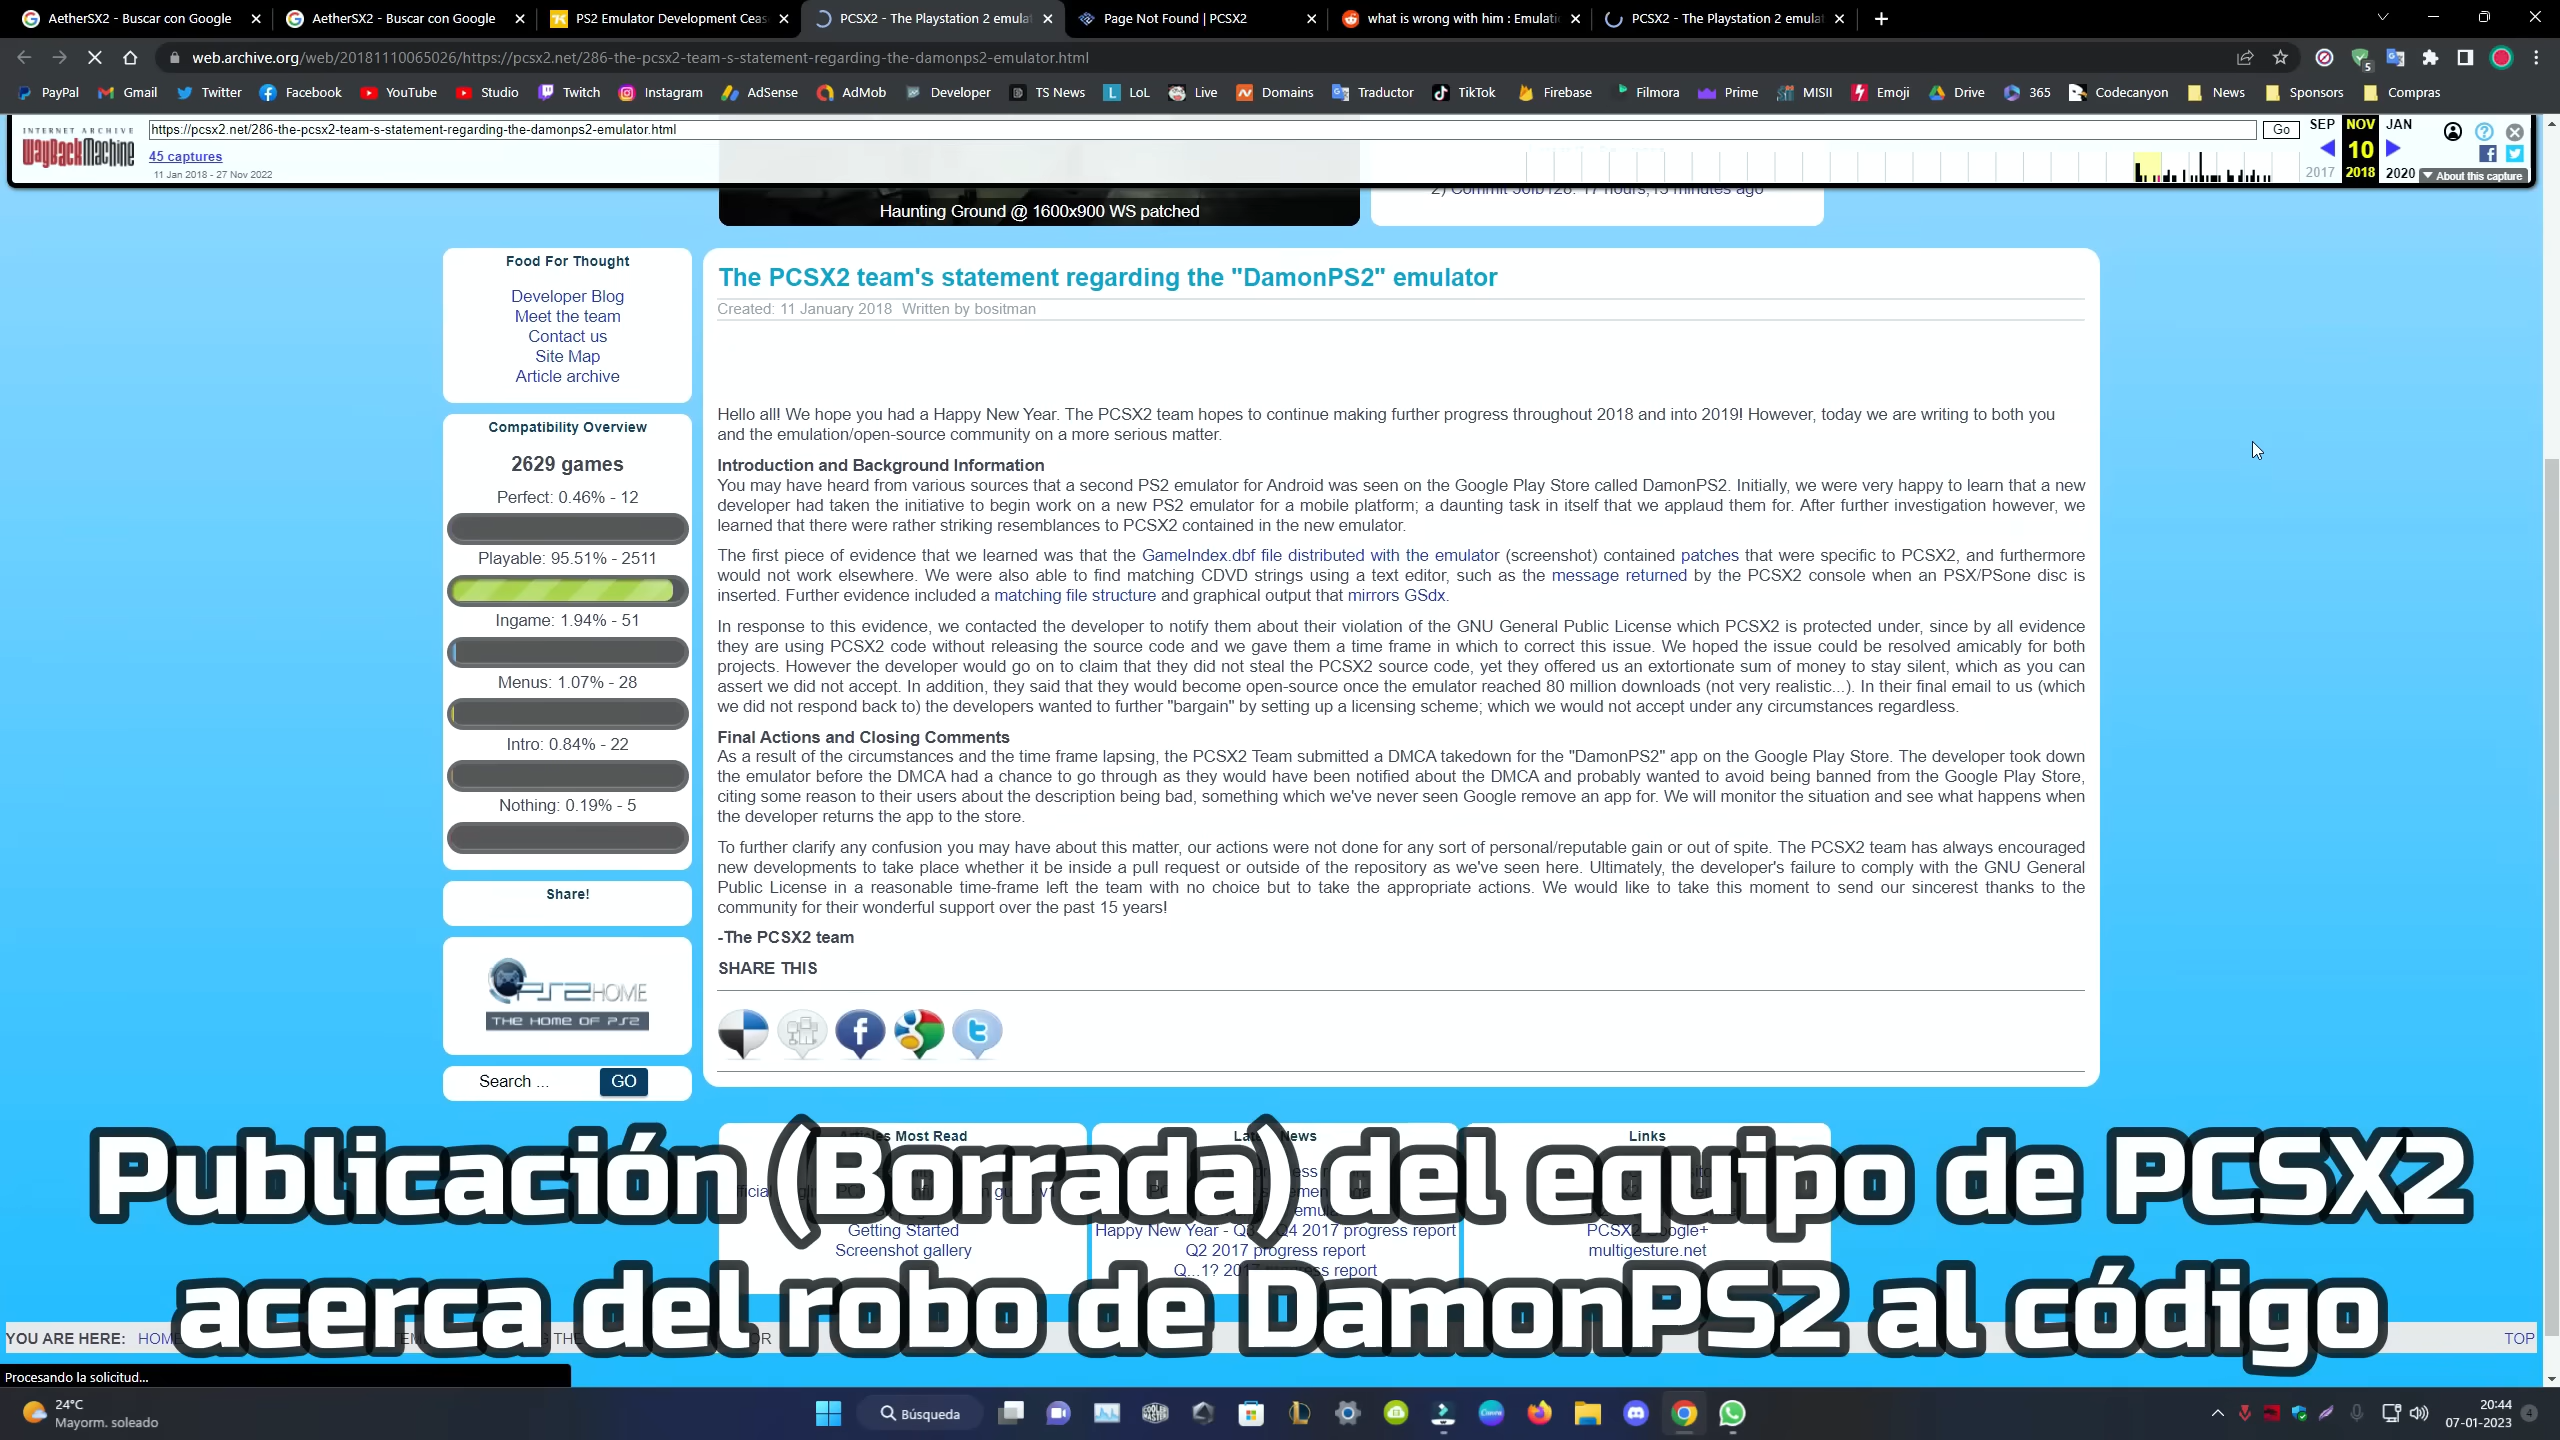 AetherSX2 - Buscar con Google
AetherSX2 - Buscar con Google
PS2 Emulator Development Ceas
PCSX2 - The Playstation 2 emula
Page Not Found | PCSX2
what is wrong with him : Emulati
PCSX2 - The Playstation 2 emula
web.archive.org/web/20181110065026/https://pcsx2.net/286-the-pcsx2-team-s-statement-regarding-the-damonps2-emulator.html
5
PayPal Gmail Twitter Facebook YouTube Studio Twitch Instagram AdSense AdMob Developer TS News LoL Live Domains Traductor TikTok Firebase Filmora Prime MISII Emoji Drive 365 Codecanyon News Sponsors Compras
INTERNET ARCHIVE
WayBackMachine
https://pcsx2.net/286-the-pcsx2-team-s-statement-regarding-the-damonps2-emulator.html
Go
45 captures
11 Jan 2018 - 27 Nov 2022
SEP NOV JAN
10
2017 2018 2020
About this capture
Haunting Ground @ 1600x900 WS patched
17 hours, 13 minutes ago
Food For Thought
Developer Blog
Meet the team
Contact us
Site Map
Article archive
Compatibility Overview
2629 games
Perfect: 0.46% - 12
Playable: 95.51% - 2511
Ingame: 1.94% - 51
Menus: 1.07% - 28
Intro: 0.84% - 22
Nothing: 0.19% - 5
Share!
PS2HOME
THE HOME OF PS2
Search ...
GO
The PCSX2 team's statement regarding the "DamonPS2" emulator
Created: 11 January 2018 Written by bositman
Hello all! We hope you had a Happy New Year. The PCSX2 team hopes to continue making further progress throughout 2018 and into 2019! However, today we are writing to both you
and the emulation/open-source community on a more serious matter.
Introduction and Background Information
You may have heard from various sources that a second PS2 emulator for Android was seen on the Google Play Store called DamonPS2. Initially, we were very happy to learn that a new
developer had taken the initiative to begin work on a new PS2 emulator for a mobile platform; a daunting task in itself that we applaud them for. After further investigation however, we
learned that there were rather striking resemblances to PCSX2 contained in the new emulator.
The first piece of evidence that we learned was that the GameIndex.dbf file distributed with the emulator (screenshot) contained patches that were specific to PCSX2, and furthermore
would not work elsewhere. We were also able to find matching CDVD strings using a text editor, such as the message returned by the PCSX2 console when an PSX/PSone disc is
inserted. Further evidence included a matching file structure and graphical output that mirrors GSdx.
In response to this evidence, we contacted the developer to notify them about their violation of the GNU General Public License which PCSX2 is protected under, since by all evidence
they are using PCSX2 code without releasing the source code and we gave them a time frame in which to correct this issue. We hoped the issue could be resolved amicably for both
projects. However the developer would go on to claim that they did not steal the PCSX2 source code, yet they offered us an extortionate sum of money to stay silent, which as you can
assert we did not accept. In addition, they said that they would become open-source once the emulator reached 80 million downloads (not very realistic...). In their final email to us (which
we did not respond back to) the developers wanted to further "bargain" by setting up a licensing scheme; which we would not accept under any circumstances regardless.
Final Actions and Closing Comments
As a result of the circumstances and the time frame lapsing, the PCSX2 Team submitted a DMCA takedown for the "DamonPS2" app on the Google Play Store. The developer took down
the emulator before the DMCA had a chance to go through as they would have been notified about the DMCA and probably wanted to avoid being banned from the Google Play Store,
citing some reason to their users about the description being bad, something which we've never seen Google remove an app for. We will monitor the situation and see what happens when
the developer returns the app to the store.
To further clarify any confusion you may have about this matter, our actions were not done for any sort of personal/reputable gain or out of spite. The PCSX2 team has always encouraged
new developments to take place whether it be inside a pull request or outside of the repository as we've seen here. Ultimately, the developer's failure to comply with the GNU General
Public License in a reasonable time-frame left the team with no choice but to take the appropriate actions. We would like to take this moment to send our sincerest thanks to the
community for their wonderful support over the past 15 years!
-The PCSX2 team
SHARE THIS
Most Read
News
Links
Publicación (Borrada) del equipo de PCSX2
Getting Started
Screenshot gallery
Happy New Year - Q4 2017 progress report
Q2 2017 progress report
multigesture.net
acerca del robo de DamonPS2 al código
YOU ARE HERE:
TOP
Procesando la solicitud...
24°C
Mayorm. soleado
Búsqueda
20:44
07-01-2023
4